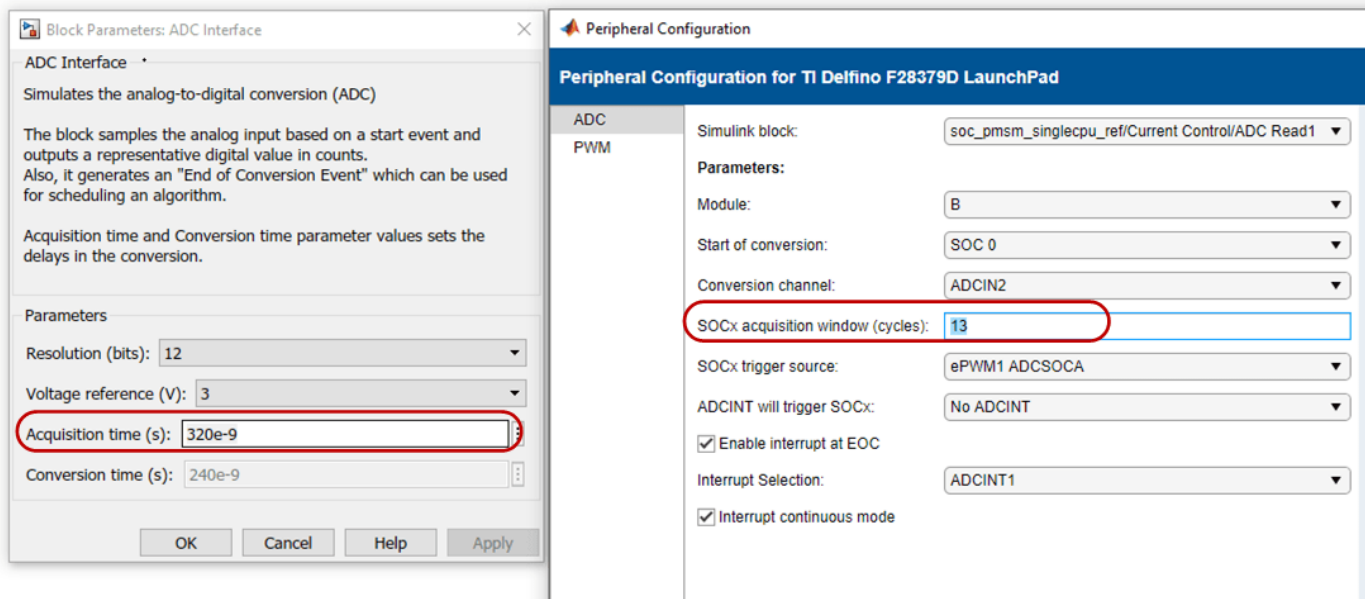 Block Parameters: ADC Interface
ADC Interface
Simulates the analog-to-digital conversion (ADC)
The block samples the analog input based on a start event and
outputs a representative digital value in counts.
Also, it generates an "End of Conversion Event" which can be used
for scheduling an algorithm.
Acquisition time and Conversion time parameter values sets the
delays in the conversion.
Parameters
Resolution (bits): 12
Voltage reference (V): 3
Acquisition time (s): 320e-9
Conversion time (s): 240e-9
OK Cancel Help Apply
Peripheral Configuration
Peripheral Configuration for TI Delfino F28379D LaunchPad
ADC
PWM
Simulink block: soc_pmsm_singlecpu_ref/Current Control/ADC Read1
Parameters:
Module: B
Start of conversion: SOC 0
Conversion channel: ADCIN2
SOCx acquisition window (cycles): 13
SOCx trigger source: ePWM1 ADCSOCA
ADCINT will trigger SOCx: No ADCINT
Enable interrupt at EOC
Interrupt Selection: ADCINT1
Interrupt continuous mode